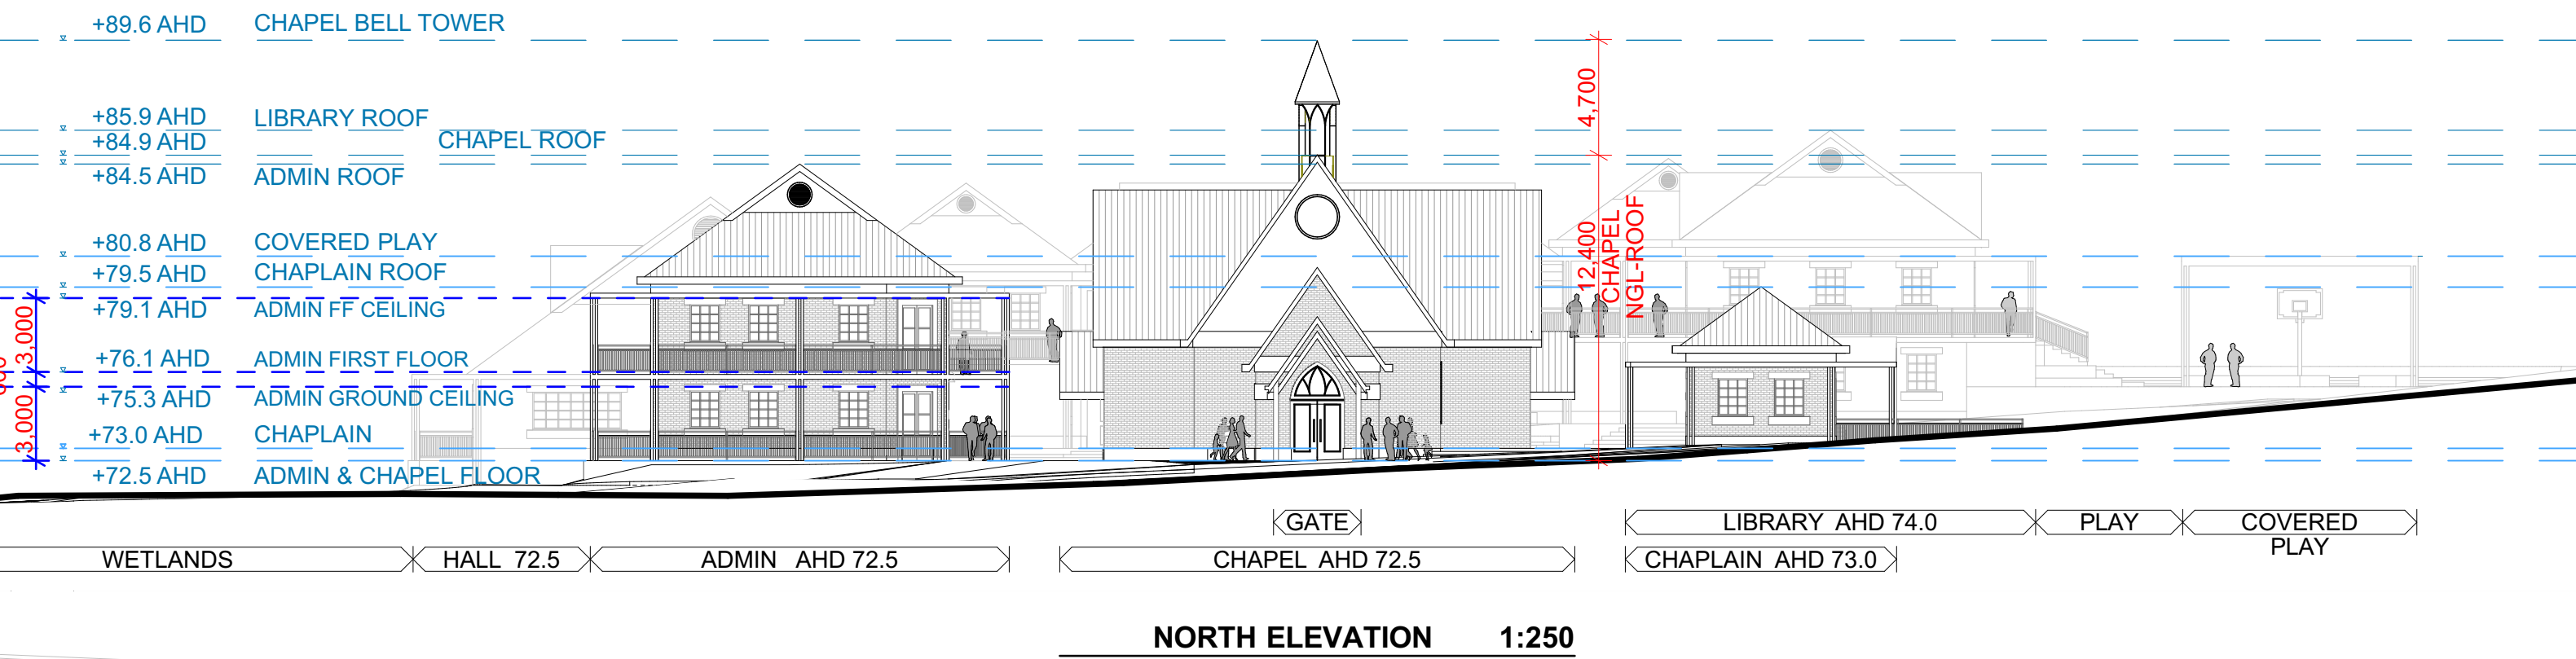 +89.6 AHD CHAPEL BELL TOWER
+85.9 AHD LIBRARY ROOF
+84.9 AHD CHAPEL ROOF
+84.5 AHD ADMIN ROOF
+80.8 AHD COVERED PLAY
+79.5 AHD CHAPLAIN ROOF
+79.1 AHD ADMIN FF CEILING
+76.1 AHD ADMIN FIRST FLOOR
+75.3 AHD ADMIN GROUND CEILING
+73.0 AHD CHAPLAIN
+72.5 AHD ADMIN & CHAPEL FLOOR
3,000
3,000
4,700
12,400
CHAPEL
NGL-ROOF
GATE
LIBRARY AHD 74.0
PLAY
COVERED
PLAY
WETLANDS
HALL 72.5
ADMIN AHD 72.5
CHAPEL AHD 72.5
CHAPLAIN AHD 73.0
NORTH ELEVATION 1:250